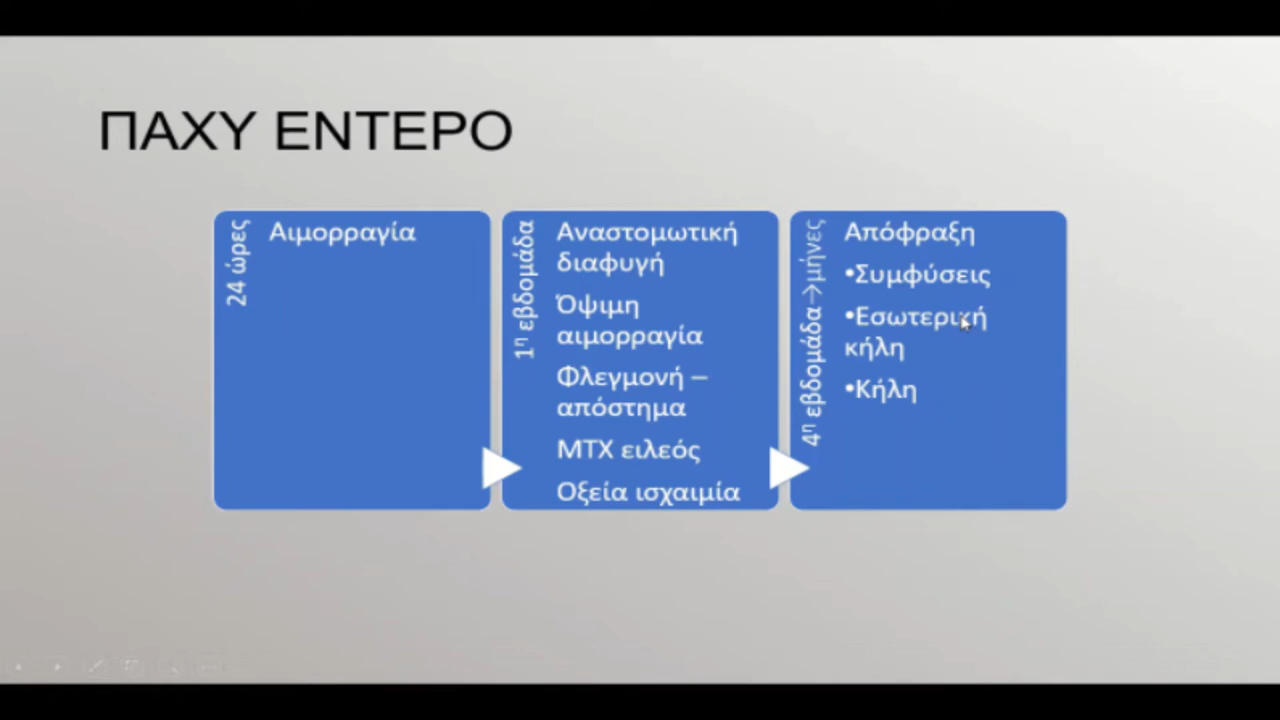 ΠΑΧΥ ΕΝΤΕΡΟ
24 ώρες
Αιμορραγία
1η εβδομάδα
Αναστομωτική
διαφυγή
Όψιμη
αιμορραγία
Φλεγμονή –
απόστημα
ΜΤΧ ειλεός
Οξεία ισχαιμία
4η εβδομάδα→μήνες
Απόφραξη
•Συμφύσεις
•Εσωτερική
κήλη
•Κήλη